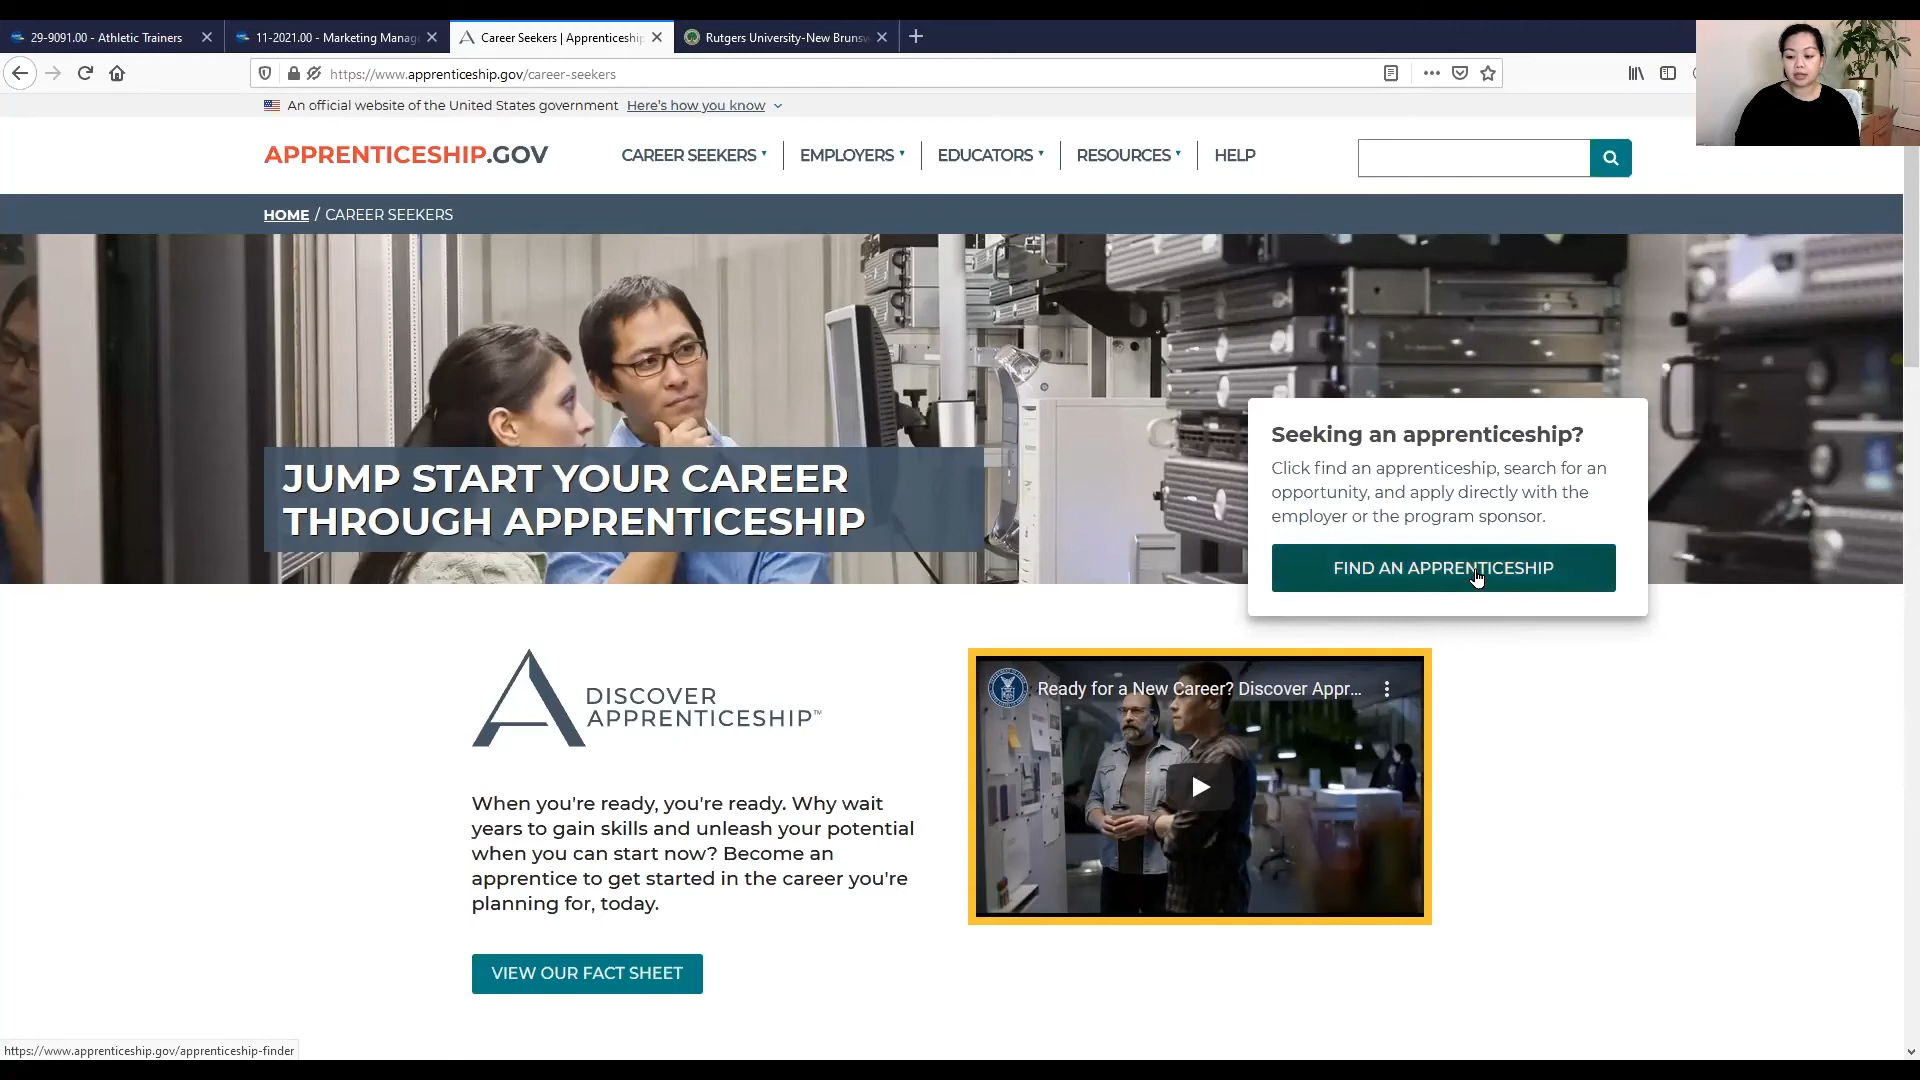 29-9091.00 - Athletic Trainers
11-2021.00 - Marketing Manag
Career Seekers | Apprenticeship
Rutgers University-New Brunsw
https://www.apprenticeship.gov/career-seekers
An official website of the United States government Here's how you know
APPRENTICESHIP.GOV
CAREER SEEKERS
EMPLOYERS
EDUCATORS
RESOURCES
HELP
HOME / CAREER SEEKERS
JUMP START YOUR CAREER
THROUGH APPRENTICESHIP
Seeking an apprenticeship?
Click find an apprenticeship, search for an
opportunity, and apply directly with the
employer or the program sponsor.
FIND AN APPRENTICESHIP
DISCOVER
APPRENTICESHIP™
Ready for a New Career? Discover Appr...
When you're ready, you're ready. Why wait
years to gain skills and unleash your potential
when you can start now? Become an
apprentice to get started in the career you're
planning for, today.
VIEW OUR FACT SHEET
https://www.apprenticeship.gov/apprenticeship-finder